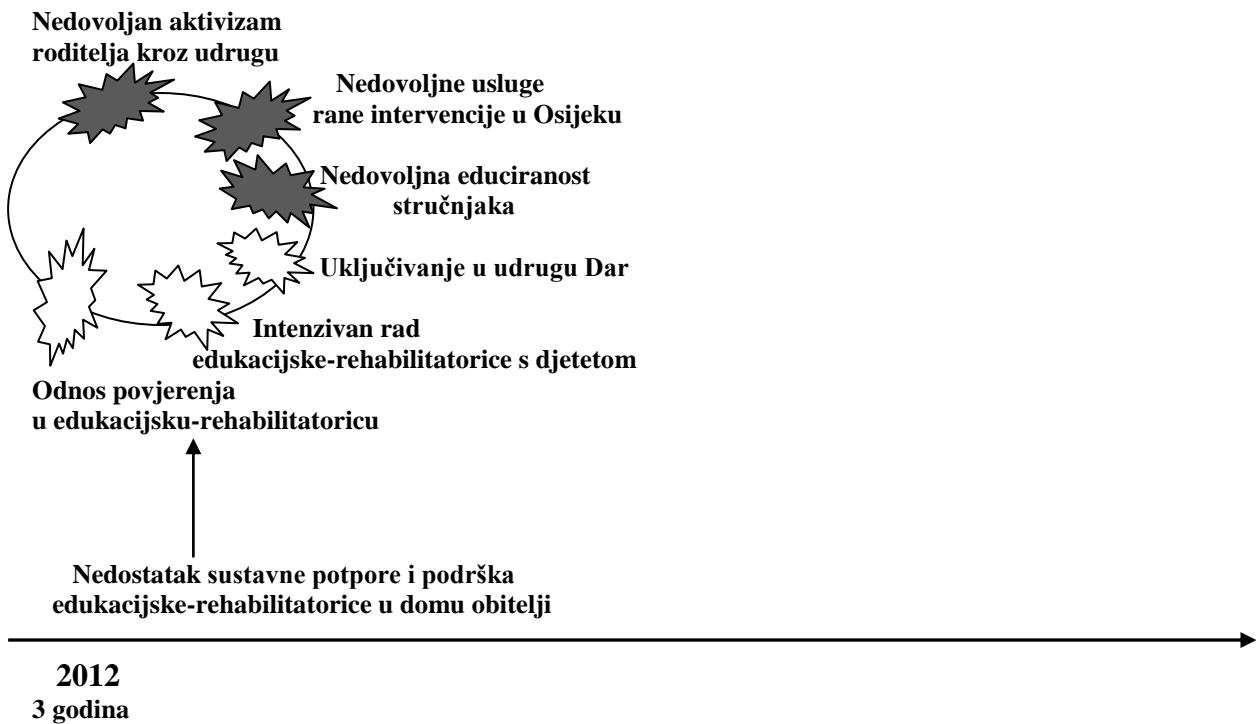 Nedovoljan aktivizam
roditelja kroz udrugu
Nedovoljne usluge
rane intervencije u Osijeku
Nedovoljna educiranost
stručnjaka
Uključivanje u udrugu Dar
Intenzivan rad
edukacijske-rehabilitatorice s djetetom
Odnos povjerenja
u edukacijsku-rehabilitatoricu
Nedostatak sustavne potpore i podrška
edukacijske-rehabilitatorice u domu obitelji
2012
3 godina